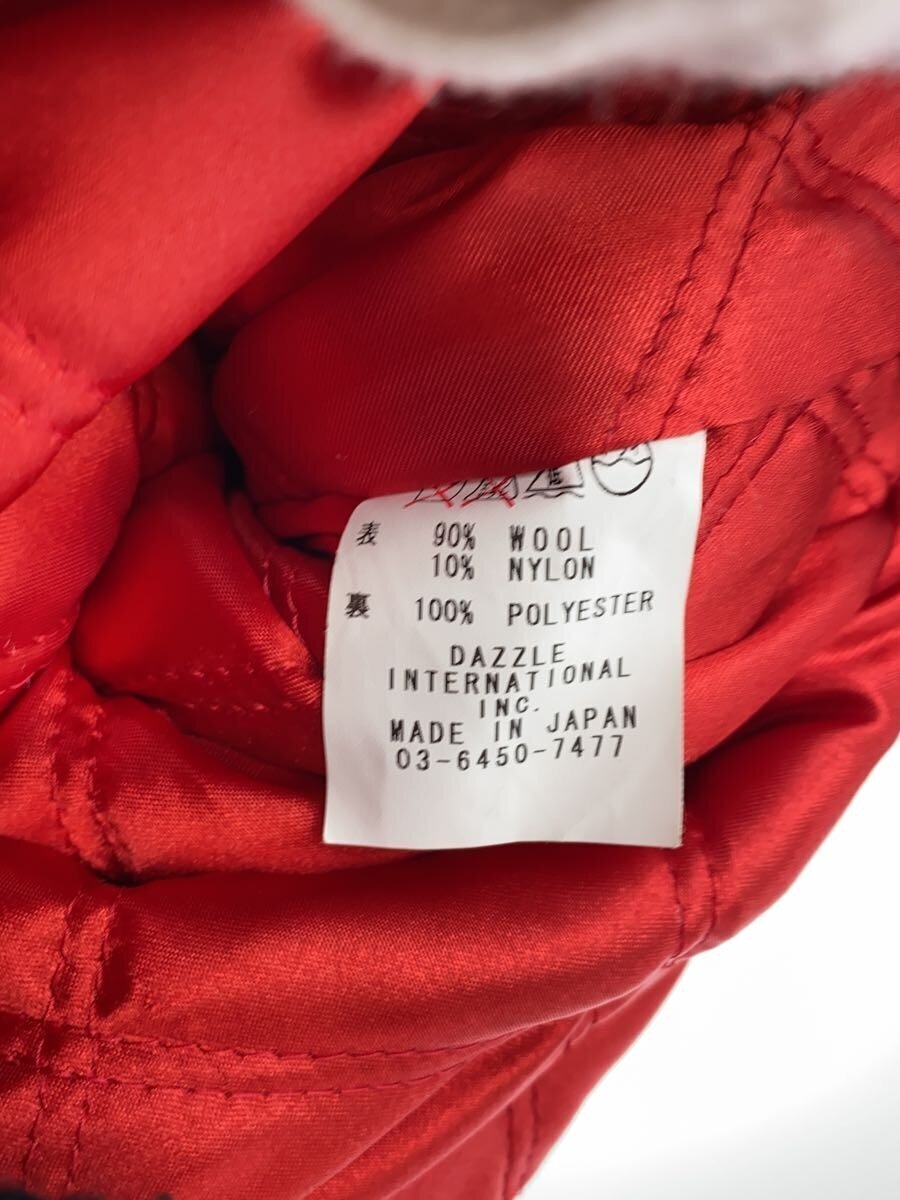 表 90% WOOL
10% NYLON
裏 100% POLYESTER
DAZZLE
INTERNATIONAL
INC.
MADE IN JAPAN
03-6450-7477